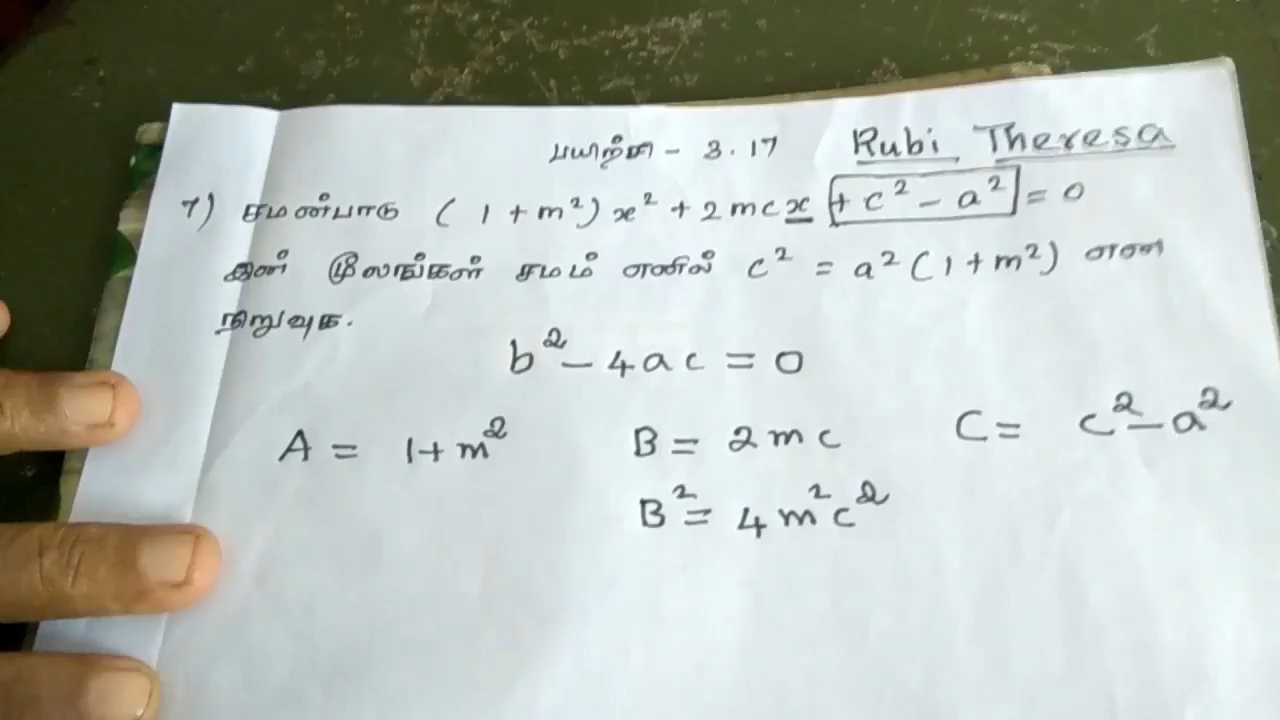 பயிற்சி - 3.17 Rubi Theresa
7) சமன்பாடு (1+m²)x² + 2mcx + c² - a² = 0
இன் மூலங்கள் சமம் எனில் c² = a²(1+m²) என
நிறுவுக.
b² - 4ac = 0
A = 1+m² B = 2mc C = c² - a²
B² = 4m²c²